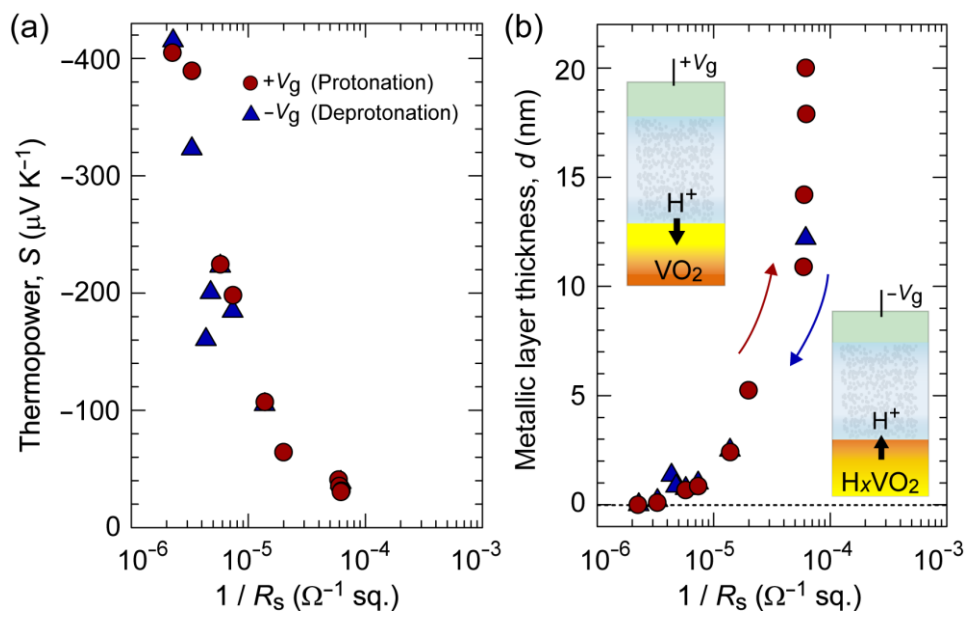 (a)
−400
−300
−200
−100
0
Thermopower, S (μV K⁻¹)
+Vg (Protonation)
−Vg (Deprotonation)
10⁻⁶
10⁻⁵
10⁻⁴
10⁻³
1 / Rs (Ω⁻¹ sq.)
(b)
20
15
10
5
0
Metallic layer thickness, d (nm)
+Vg
H⁺
VO₂
−Vg
H⁺
HxVO₂
10⁻⁶
10⁻⁵
10⁻⁴
10⁻³
1 / Rs (Ω⁻¹ sq.)